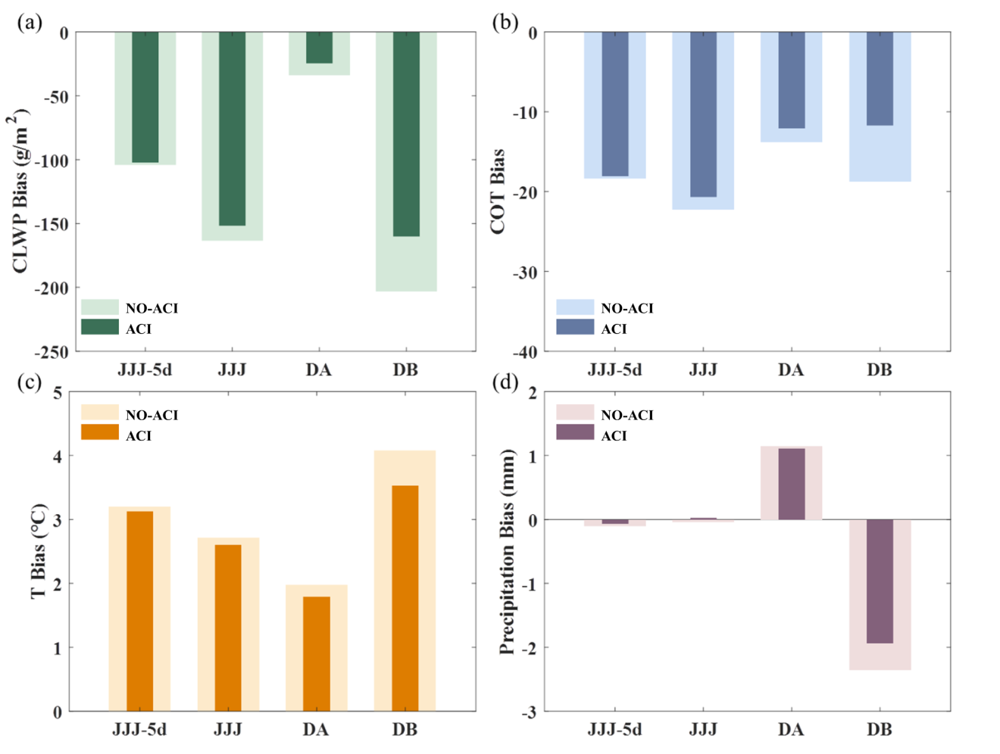 (a)
CLWP Bias (g/m 2)
0
-50
-100
-150
-200
-250
NO-ACI
ACI
JJJ-5d JJJ DA DB
(b)
COT Bias
0
-10
-20
-30
-40
NO-ACI
ACI
JJJ-5d JJJ DA DB
(c)
T Bias (℃)
5
4
3
2
1
0
NO-ACI
ACI
JJJ-5d JJJ DA DB
(d)
Precipitation Bias (mm)
2
1
0
-1
-2
-3
NO-ACI
ACI
JJJ-5d JJJ DA DB